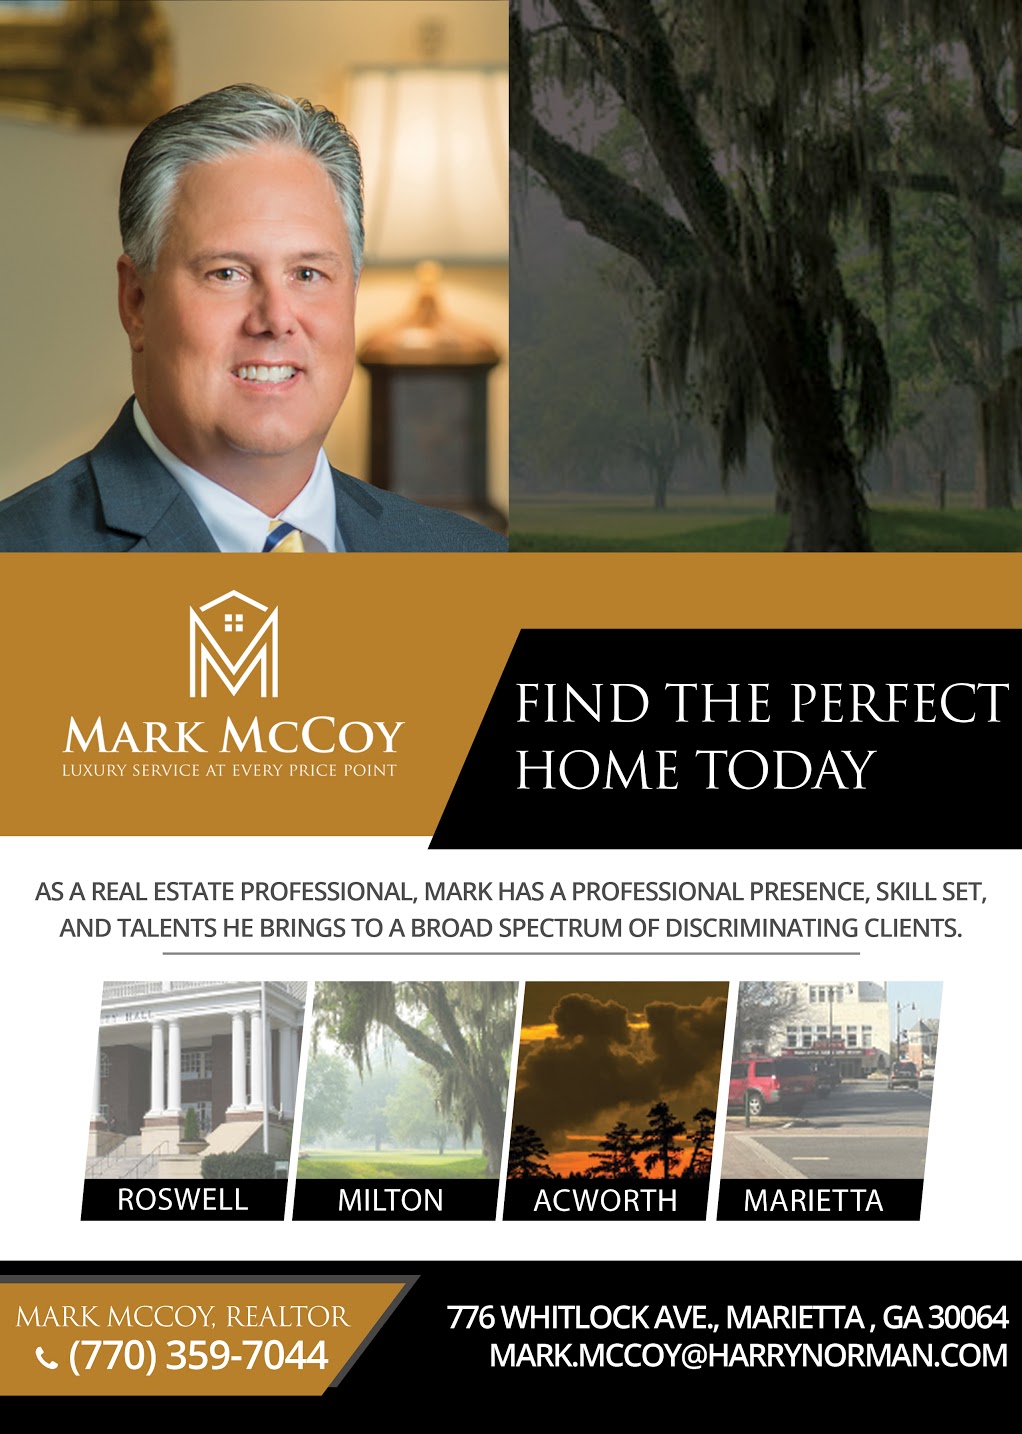 MARK MCCOY
LUXURY SERVICE AT EVERY PRICE POINT
FIND THE PERFECT
HOME TODAY
AS A REAL ESTATE PROFESSIONAL, MARK HAS A PROFESSIONAL PRESENCE, SKILL SET,
AND TALENTS HE BRINGS TO A BROAD SPECTRUM OF DISCRIMINATING CLIENTS.
HALL
ROSWELL
MILTON
ACWORTH
MARIETTA
MARK MCCOY, REALTOR
(770) 359-7044
776 WHITLOCK AVE., MARIETTA , GA 30064
MARK.MCCOY@HARRYNORMAN.COM